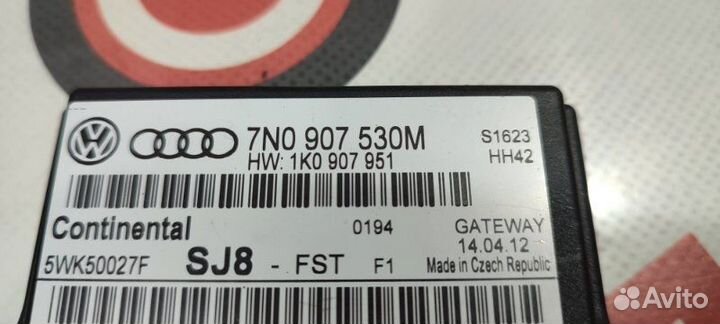 7N0 907 530M
HW: 1K0 907 951
S1623
HH42
Continental
0194
GATEWAY
14.04.12
5WK50027F
SJ8 - FST F1
Made in Czech Republic
Avito